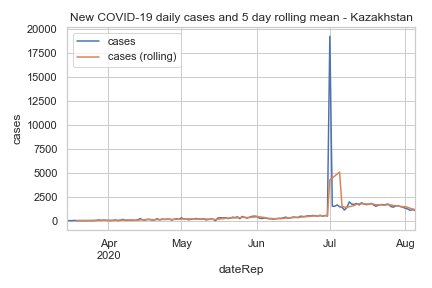 New COVID-19 daily cases and 5 day rolling mean - Kazakhstan
cases
cases (rolling)
20000
17500
15000
12500
10000
7500
5000
2500
0
cases
Apr
2020
May
Jun
Jul
Aug
dateRep